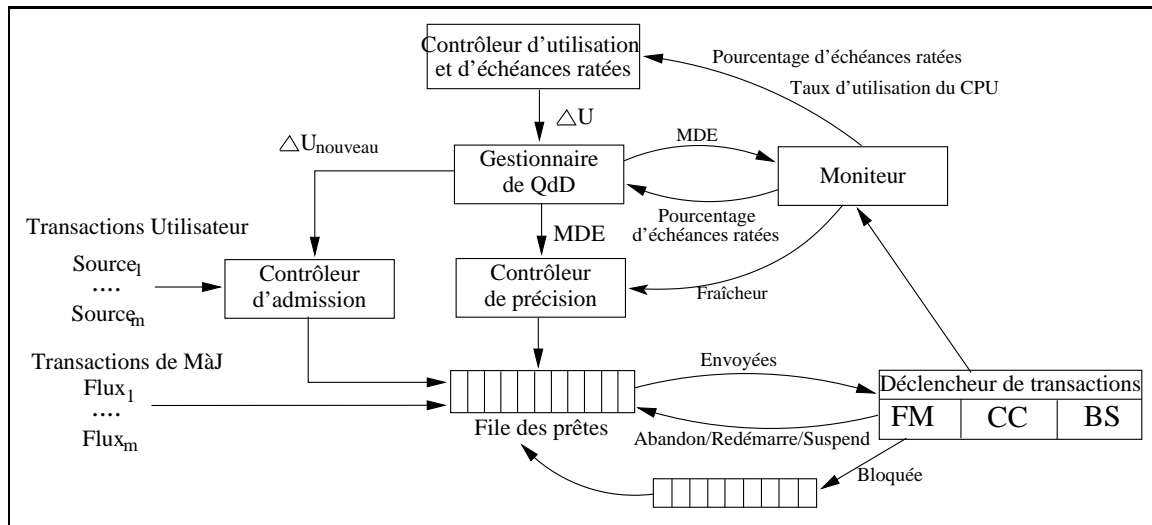 Contrôleur d'utilisation
et d'échéances ratées
Pourcentage d'échéances ratées
Taux d'utilisation du CPU
△U
△Unouveau
MDE
Gestionnaire
de QdD
Moniteur
Pourcentage
d'échéances ratées
MDE
Transactions Utilisateur
Source1
....
Sourcem
Contrôleur
d'admission
Contrôleur
de précision
Fraîcheur
Transactions de MàJ
Flux1
....
Fluxm
Envoyées
Déclencheur de transactions
FM CC BS
File des prêtes
Abandon/Redémarre/Suspend
Bloquée